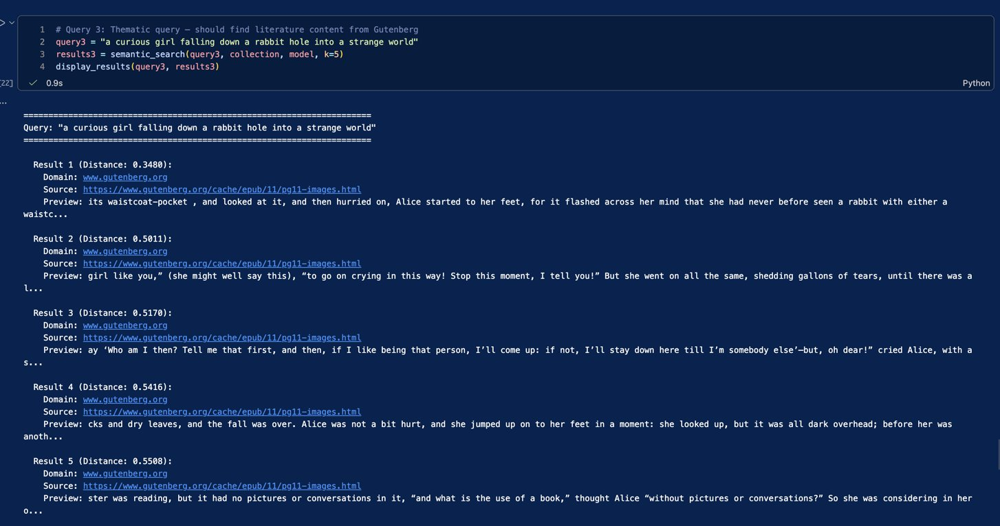 1 # Query 3: Thematic query — should find literature content from Gutenberg
2 query3 = "a curious girl falling down a rabbit hole into a strange world"
3 results3 = semantic_search(query3, collection, model, k=5)
4 display_results(query3, results3)
[22] ✓ 0.9s Python
...
======================================================================
Query: "a curious girl falling down a rabbit hole into a strange world"
======================================================================
Result 1 (Distance: 0.3480):
Domain: www.gutenberg.org
Source: https://www.gutenberg.org/cache/epub/11/pg11-images.html
Preview: its waistcoat-pocket , and looked at it, and then hurried on, Alice started to her feet, for it flashed across her mind that she had never before seen a rabbit with either a
waistc...
Result 2 (Distance: 0.5011):
Domain: www.gutenberg.org
Source: https://www.gutenberg.org/cache/epub/11/pg11-images.html
Preview: girl like you,” (she might well say this), “to go on crying in this way! Stop this moment, I tell you!” But she went on all the same, shedding gallons of tears, until there was a
l...
Result 3 (Distance: 0.5170):
Domain: www.gutenberg.org
Source: https://www.gutenberg.org/cache/epub/11/pg11-images.html
Preview: ay ‘Who am I then? Tell me that first, and then, if I like being that person, I’ll come up: if not, I’ll stay down here till I’m somebody else’—but, oh dear!” cried Alice, with a
s...
Result 4 (Distance: 0.5416):
Domain: www.gutenberg.org
Source: https://www.gutenberg.org/cache/epub/11/pg11-images.html
Preview: cks and dry leaves, and the fall was over. Alice was not a bit hurt, and she jumped up on to her feet in a moment: she looked up, but it was all dark overhead; before her was
anoth...
Result 5 (Distance: 0.5508):
Domain: www.gutenberg.org
Source: https://www.gutenberg.org/cache/epub/11/pg11-images.html
Preview: ster was reading, but it had no pictures or conversations in it, “and what is the use of a book,” thought Alice “without pictures or conversations?” So she was considering in her
o...